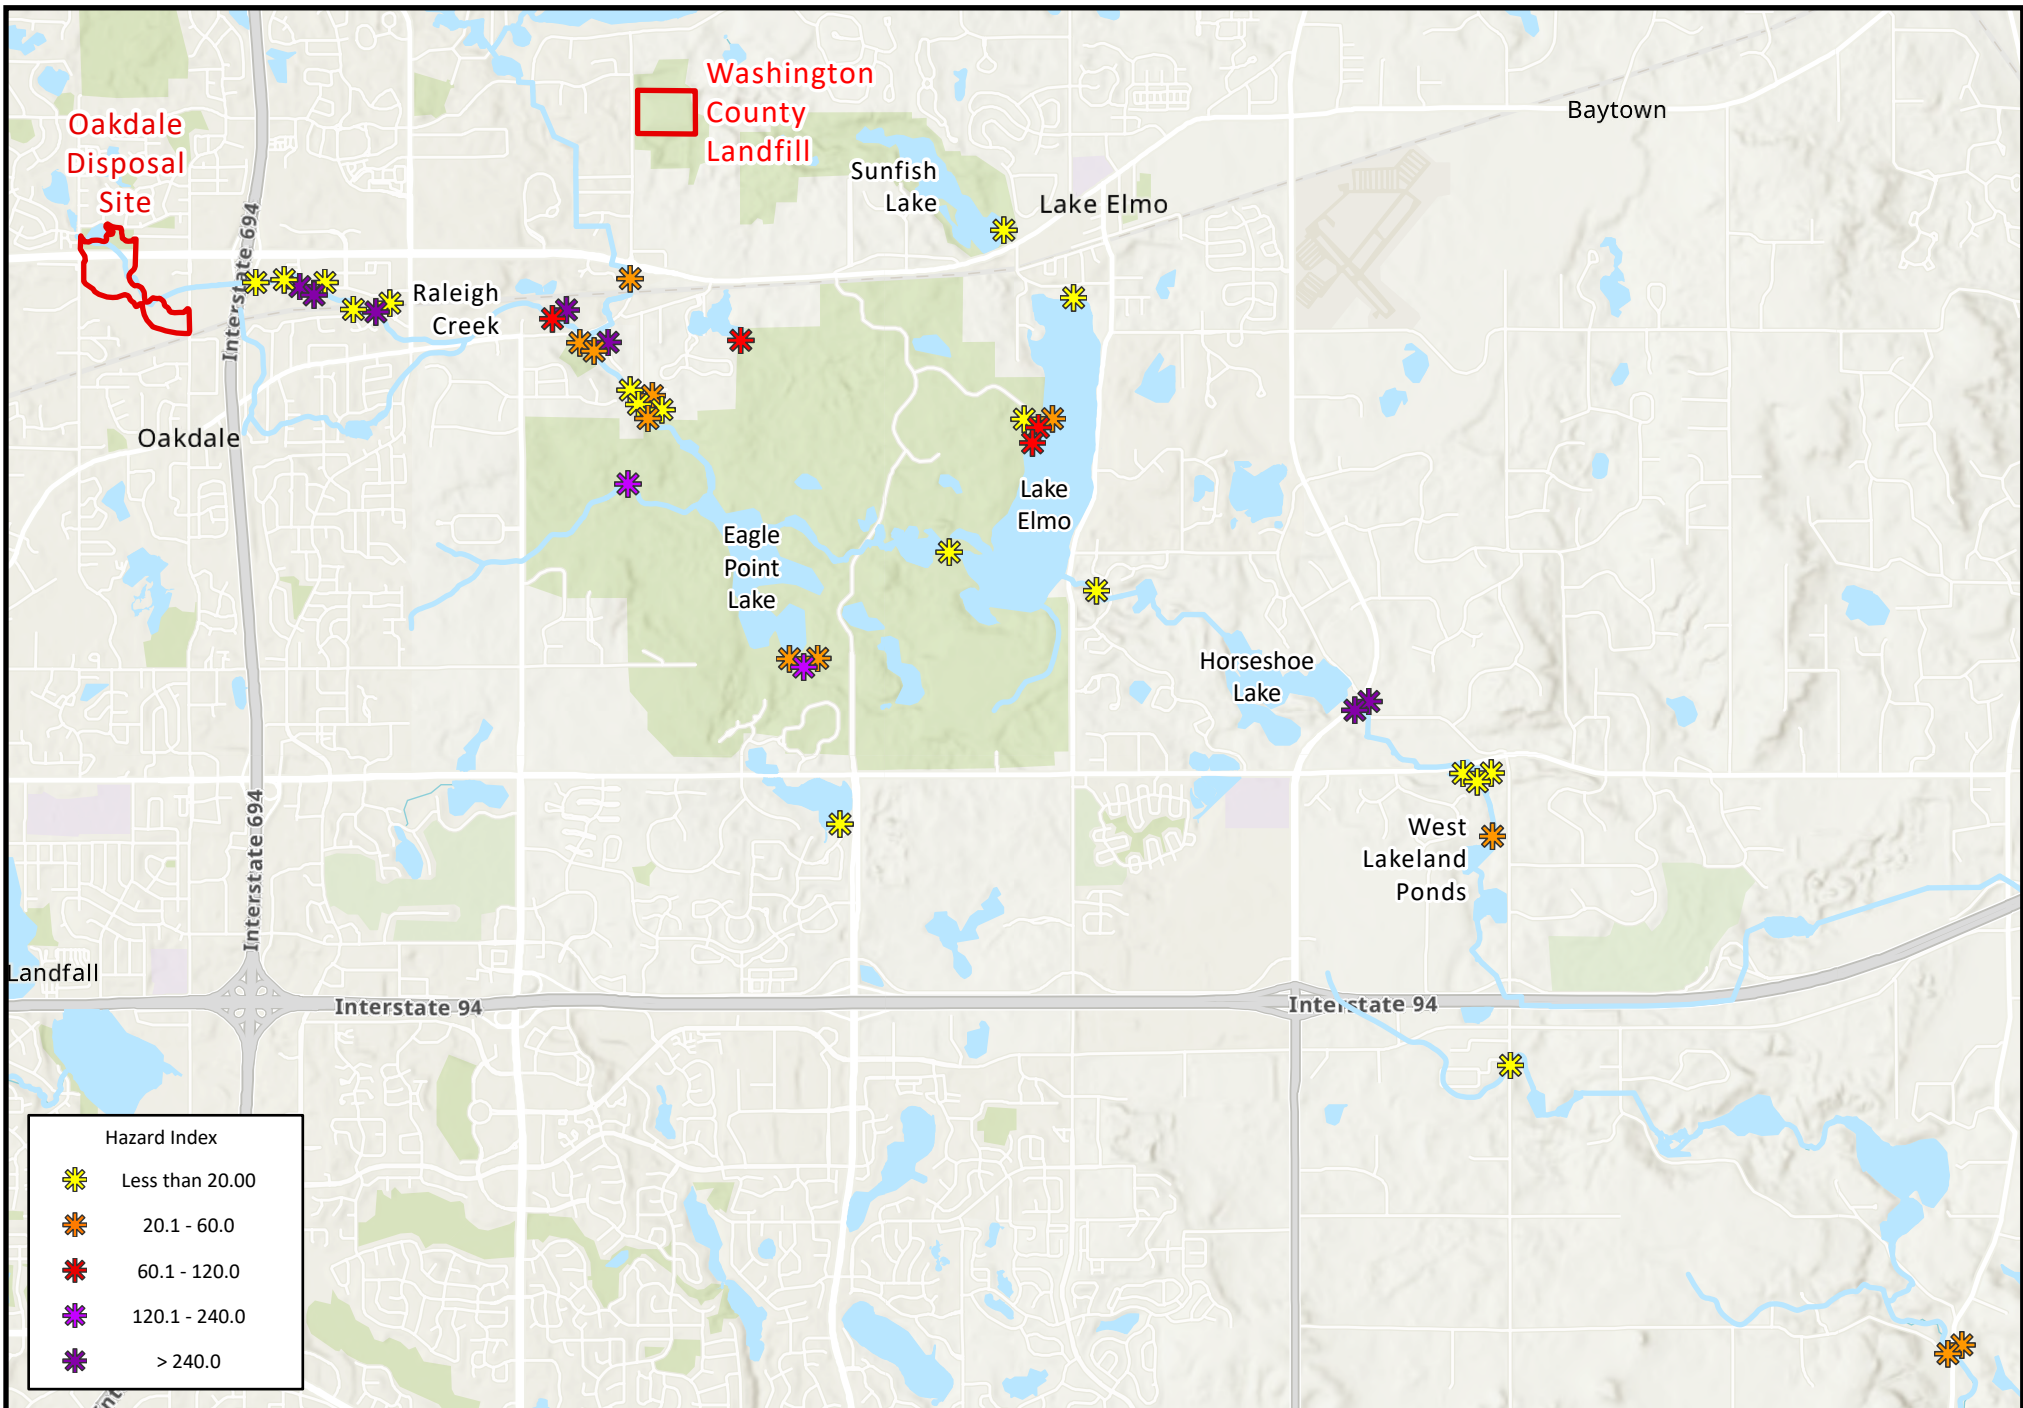 Washington
County
Landfill
Oakdale
Disposal
Site
Baytown
Sunfish
Lake
Lake Elmo
Interstate 694
Raleigh
Creek
Oakdale
Lake
Elmo
Eagle
Point
Lake
Horseshoe
Lake
West
Lakeland
Ponds
Interstate 694
Landfall
Interstate 94
Interstate 94
Hazard Index
Less than 20.00
20.1 - 60.0
60.1 - 120.0
120.1 - 240.0
> 240.0